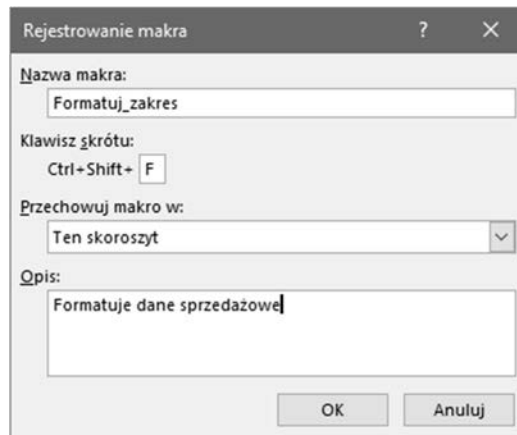 Rejestrowanie makra ? ×
Nazwa makra:
Formatuj_zakres
Klawisz skrótu:
Ctrl+Shift+ F
Przechowuj makro w:
Ten skoroszyt
Opis:
Formatuje dane sprzedażowe
OK Anuluj